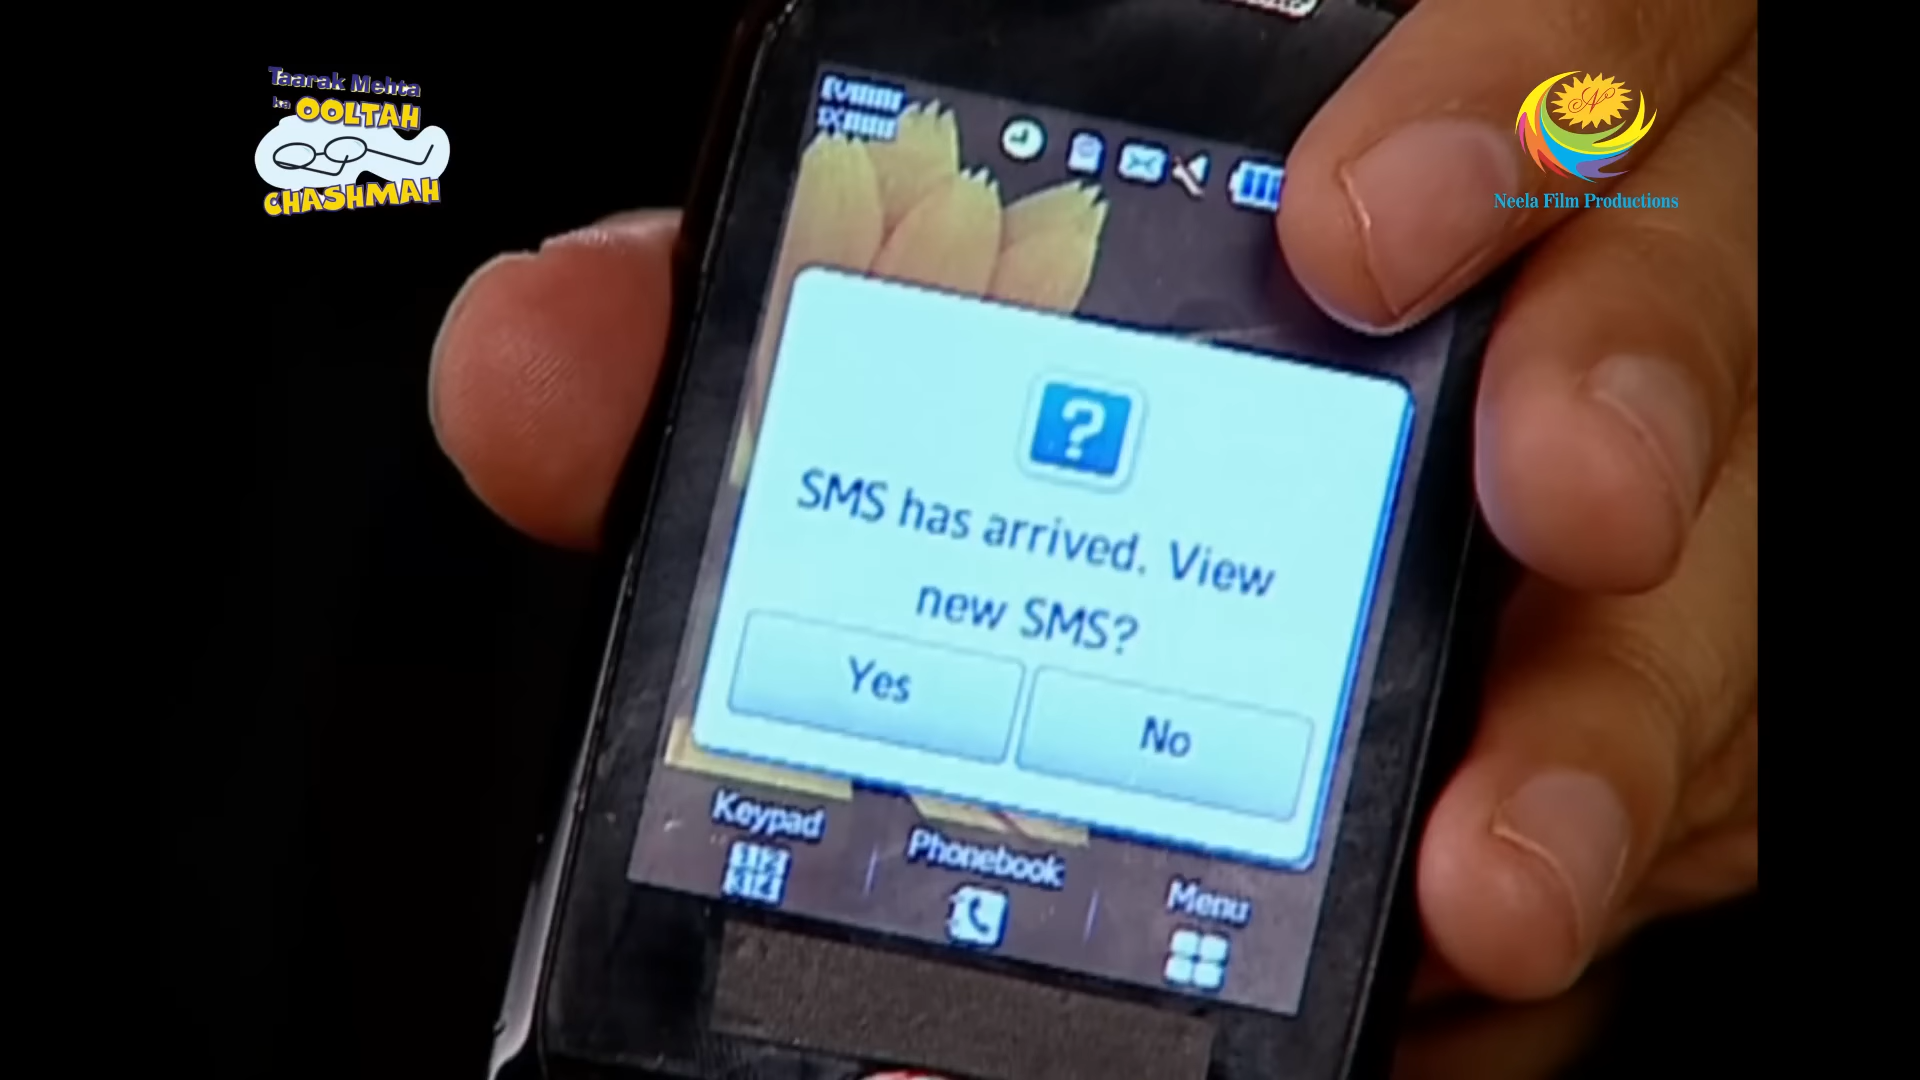 Taarak Mehta
ka OOLTAH
CHASHMAH
Neela Film Productions
SMS has arrived. View
new SMS?
Yes
No
Keypad
Phonebook
Menu